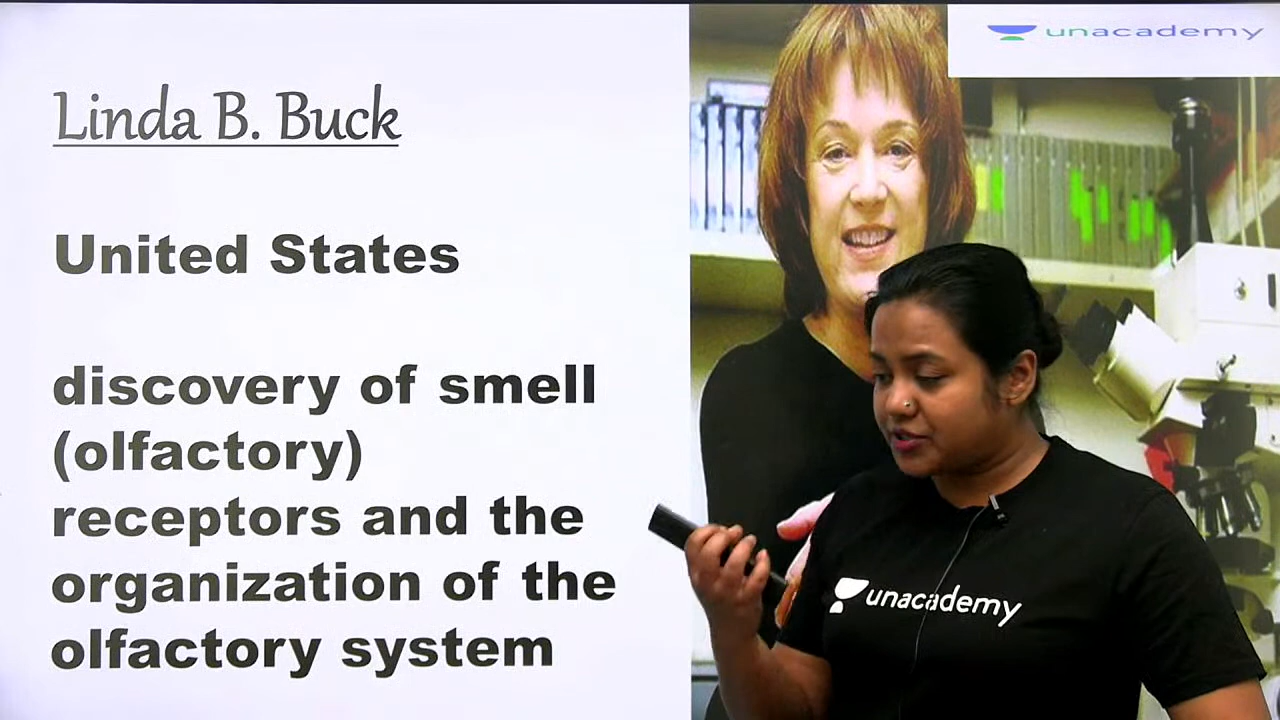 Linda B. Buck
unacademy
United States
discovery of smell
(olfactory)
receptors and the
organization of the
olfactory system
unacademy